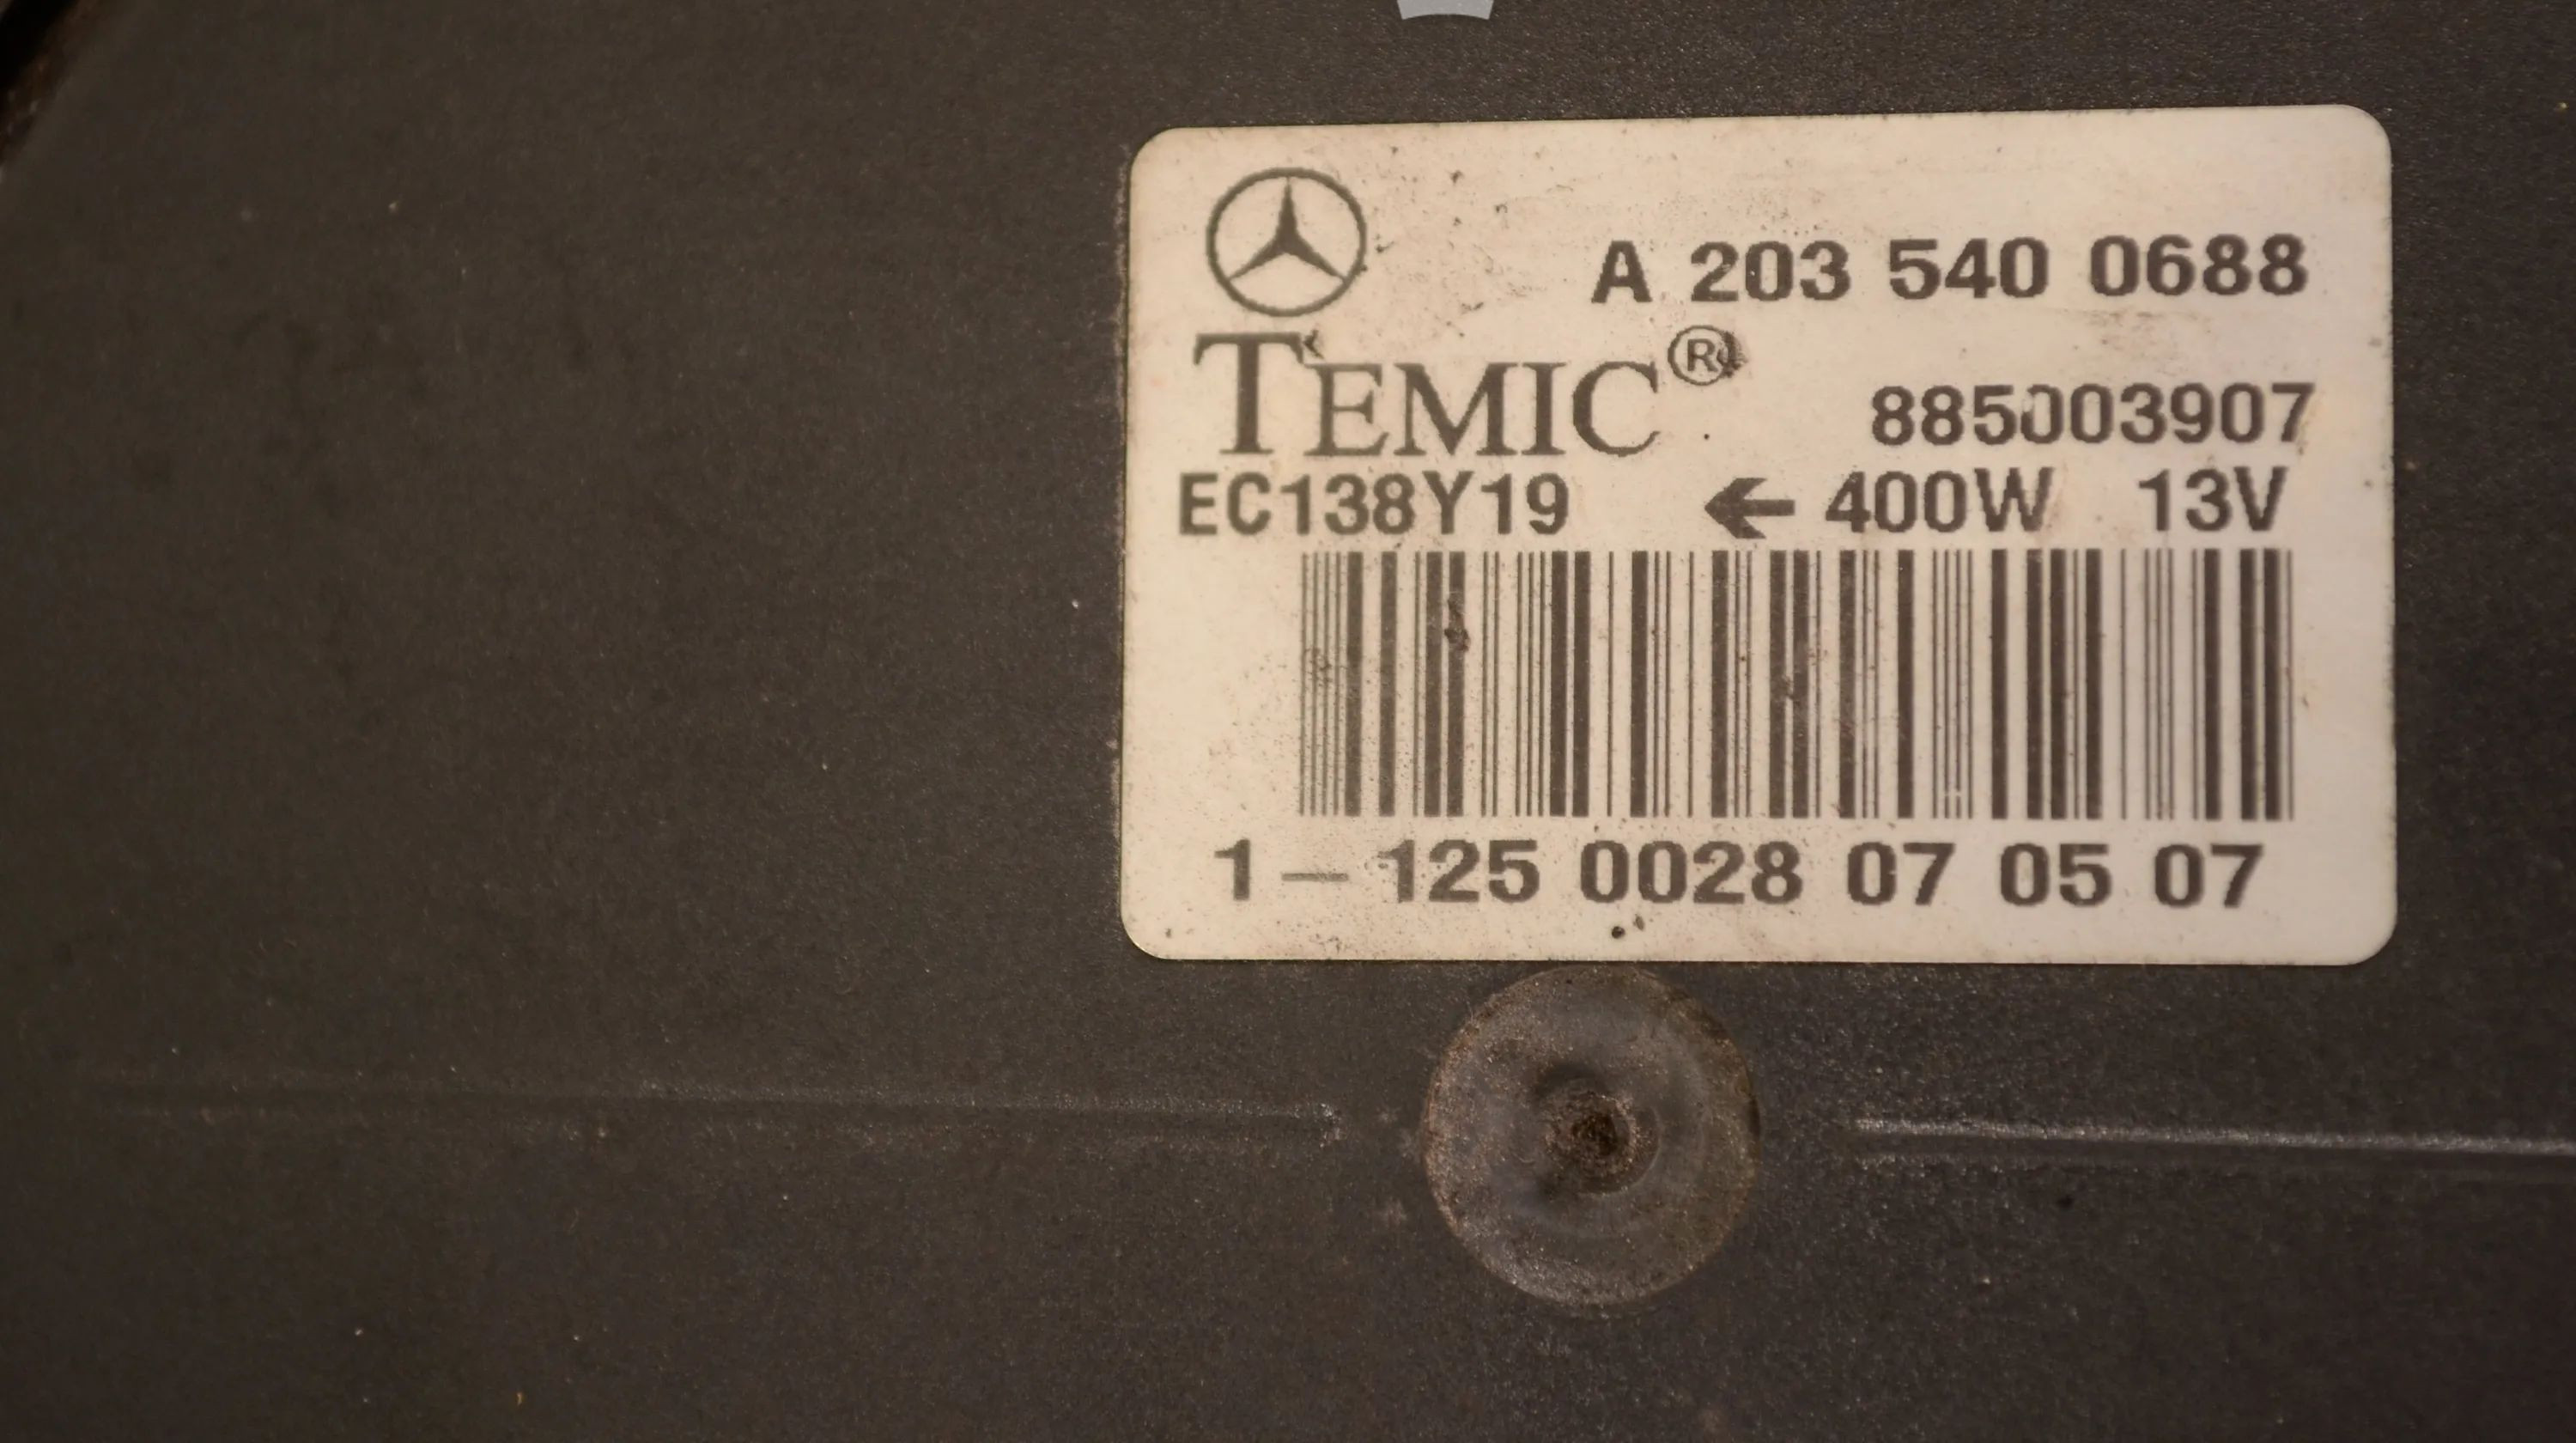 A 203 540 0688
TEMIC®
885003907
EC138Y19 ← 400W 13V
1 — 125 0028 07 05 07